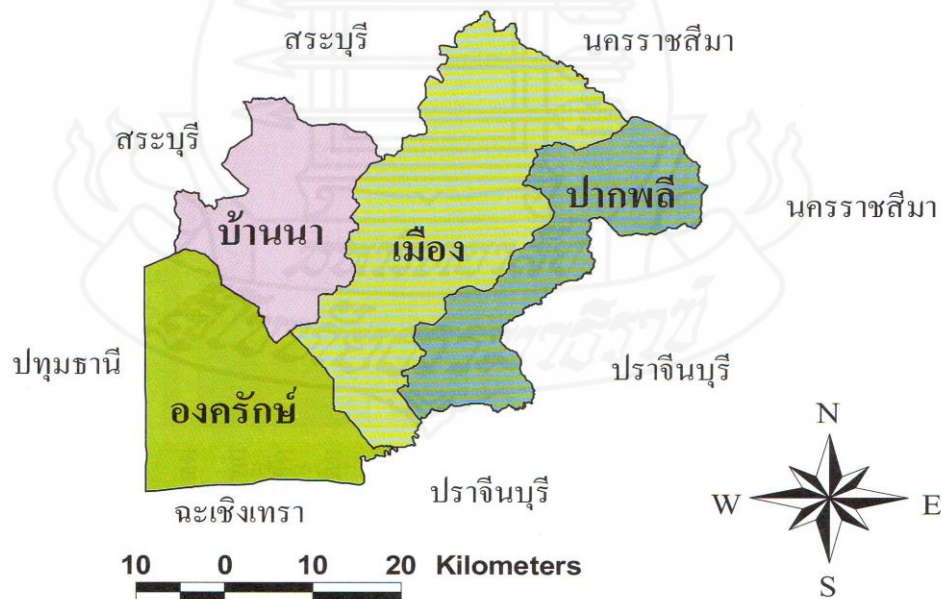 สระบุรี
นครราชสีมา
สระบุรี
ปากพลี
นครราชสีมา
บ้านนา
เมือง
ปทุมธานี
ปราจีนบุรี
องครักษ์
N
ปราจีนบุรี
W
E
ฉะเชิงเทรา
10 0 10 20 Kilometers
S